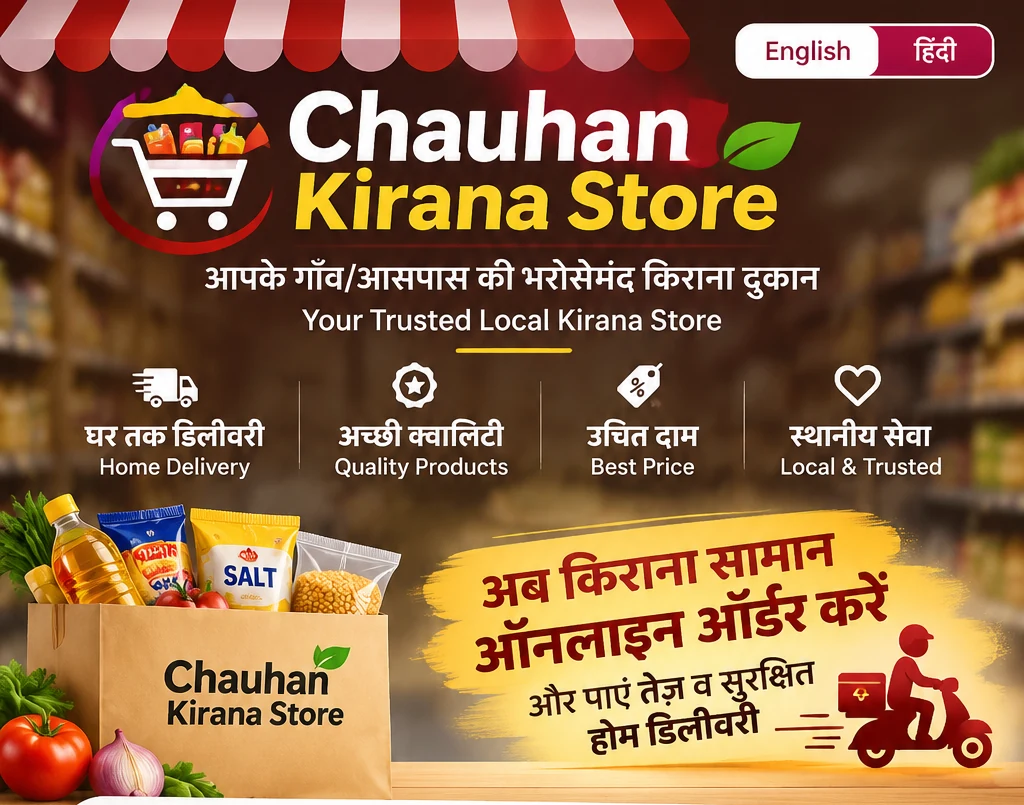 English
हिंदी
Chauhan
Kirana Store
आपके गाँव/आसपास की भरोसेमंद किराना दुकान
Your Trusted Local Kirana Store
घर तक डिलीवरी
Home Delivery
अच्छी क्वालिटी
Quality Products
उचित दाम
Best Price
स्थानीय सेवा
Local & Trusted
SALT
Chauhan
Kirana Store
अब किराना सामान
ऑनलाइन ऑर्डर करें
और पाएं तेज़ व सुरक्षित
होम डिलीवरी